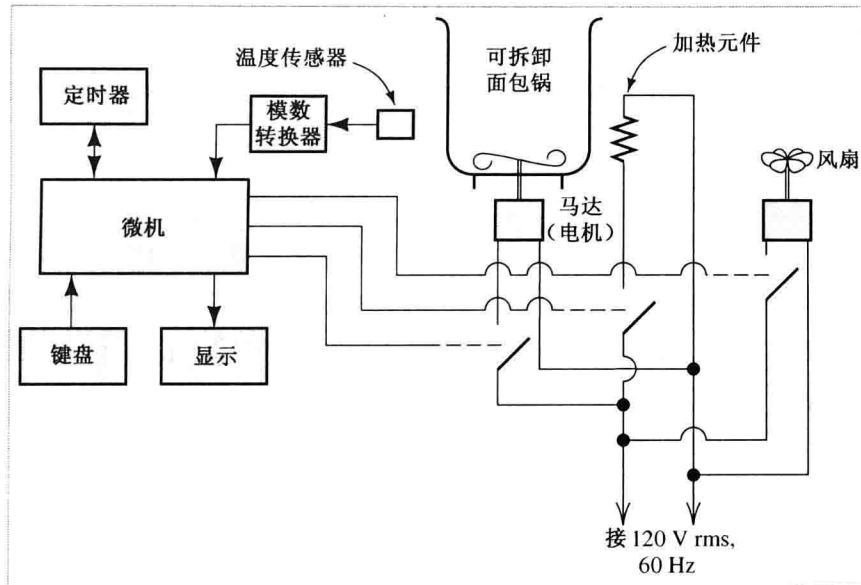 温度传感器
可拆卸
面包锅
加热元件
定时器
模数
转换器
风扇
微机
马达
（电机）
键盘
显示
接 120 V rms,
60 Hz